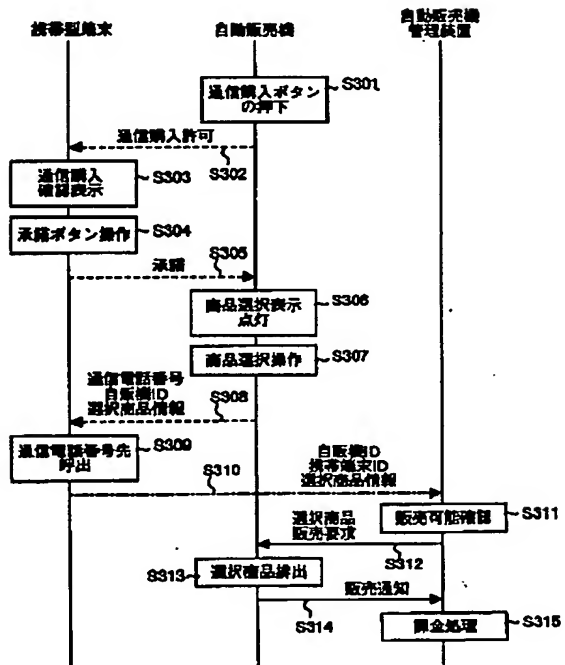 携帯型端末
自動販売機
自動販売機
管理装置
通信購入ボタン
の押下
S301
通信購入許可
S302
通信購入
確認表示
S303
承諾ボタン操作
S304
S305
承諾
商品選択表示
点灯
S306
商品選択操作
S307
通信電話番号
自販機ID
選択商品情報
S308
通信電話番号先
呼出
S309
S310
自販機ID
携帯端末ID
選択商品情報
販売可能確認
S311
選択商品
販売要求
S312
S313
選択商品排出
販売通知
S314
課金処理
S315